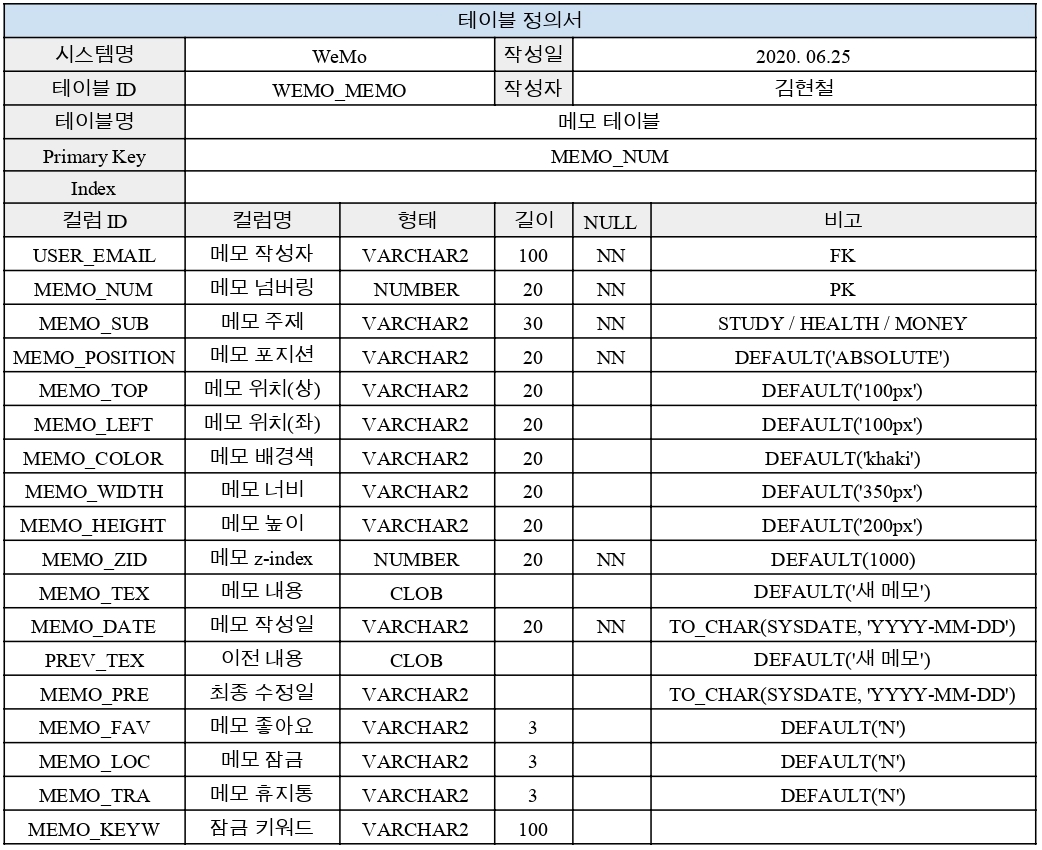 테이블 정의서
시스템명 WeMo 작성일 2020. 06.25
테이블 ID WEMO_MEMO 작성자 김현철
테이블명 메모 테이블
Primary Key MEMO_NUM
Index
컬럼 ID 컬럼명 형태 길이 NULL 비고
USER_EMAIL 메모 작성자 VARCHAR2 100 NN FK
MEMO_NUM 메모 넘버링 NUMBER 20 NN PK
MEMO_SUB 메모 주제 VARCHAR2 30 NN STUDY / HEALTH / MONEY
MEMO_POSITION 메모 포지션 VARCHAR2 20 NN DEFAULT('ABSOLUTE')
MEMO_TOP 메모 위치(상) VARCHAR2 20 DEFAULT('100px')
MEMO_LEFT 메모 위치(좌) VARCHAR2 20 DEFAULT('100px')
MEMO_COLOR 메모 배경색 VARCHAR2 20 DEFAULT('khaki')
MEMO_WIDTH 메모 너비 VARCHAR2 20 DEFAULT('350px')
MEMO_HEIGHT 메모 높이 VARCHAR2 20 DEFAULT('200px')
MEMO_ZID 메모 z-index NUMBER 20 NN DEFAULT(1000)
MEMO_TEX 메모 내용 CLOB DEFAULT('새 메모')
MEMO_DATE 메모 작성일 VARCHAR2 20 NN TO_CHAR(SYSDATE, 'YYYY-MM-DD')
PREV_TEX 이전 내용 CLOB DEFAULT('새 메모')
MEMO_PRE 최종 수정일 VARCHAR2 TO_CHAR(SYSDATE, 'YYYY-MM-DD')
MEMO_FAV 메모 좋아요 VARCHAR2 3 DEFAULT('N')
MEMO_LOC 메모 잠금 VARCHAR2 3 DEFAULT('N')
MEMO_TRA 메모 휴지통 VARCHAR2 3 DEFAULT('N')
MEMO_KEYW 잠금 키워드 VARCHAR2 100